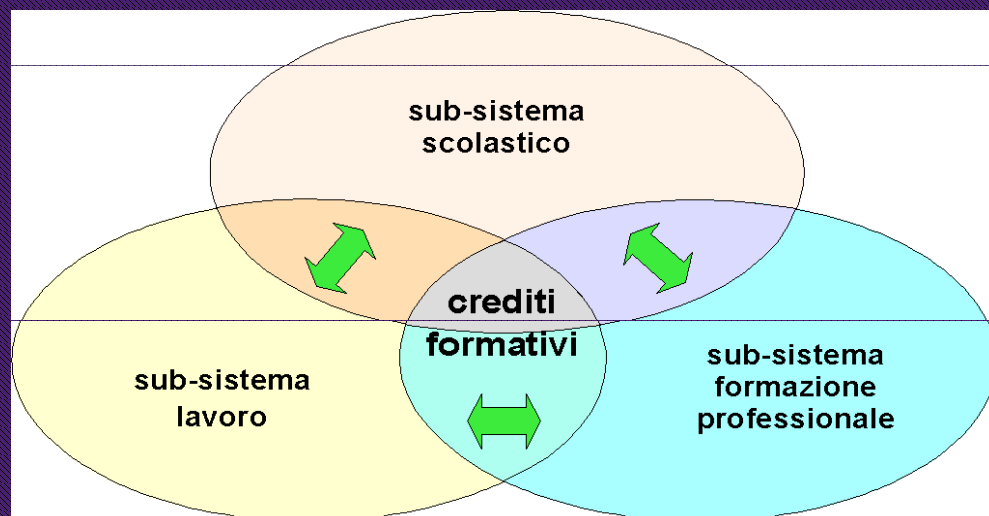 sub-sistema
scolastico
crediti
formativi
sub-sistema
lavoro
sub-sistema
formazione
professionale